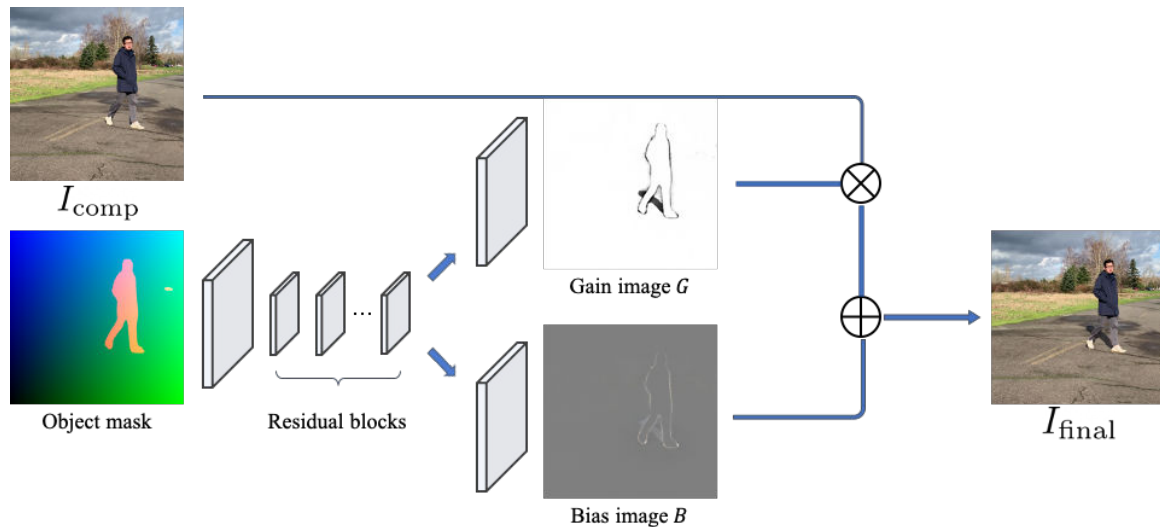 I_comp
Object mask
Residual blocks
...
Gain image G
Bias image B
I_final